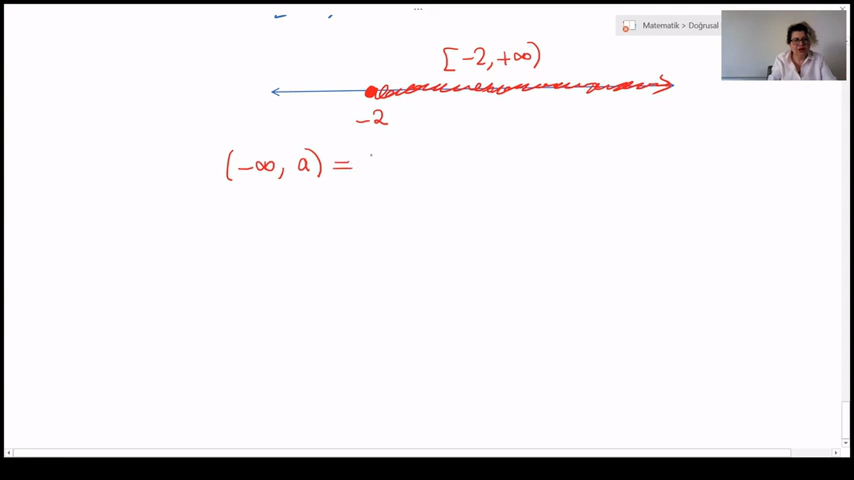 Matematik > Doğrusal
[-2,+∞)
-2
(-∞, a) =